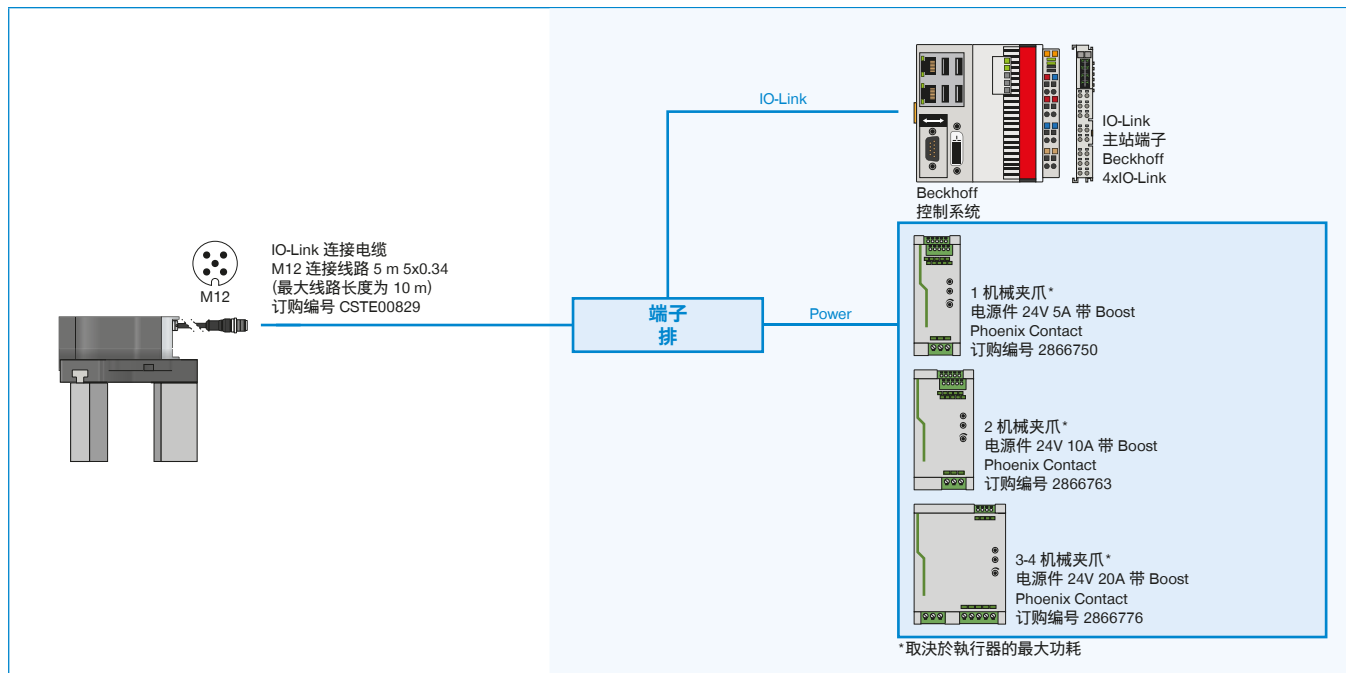 IO-Link 连接电缆
M12 连接线路 5 m 5x0.34
(最大线路长度为 10 m)
订购编号 CSTE00829
M12
端子
排
IO-Link
Power
Beckhoff
控制系统
IO-Link
主站端子
Beckhoff
4xIO-Link
1 机械夹爪*
电源件 24V 5A 带 Boost
Phoenix Contact
订购编号 2866750
2 机械夹爪*
电源件 24V 10A 带 Boost
Phoenix Contact
订购编号 2866763
3-4 机械夹爪*
电源件 24V 20A 带 Boost
Phoenix Contact
订购编号 2866776
*取決於執行器的最大功耗